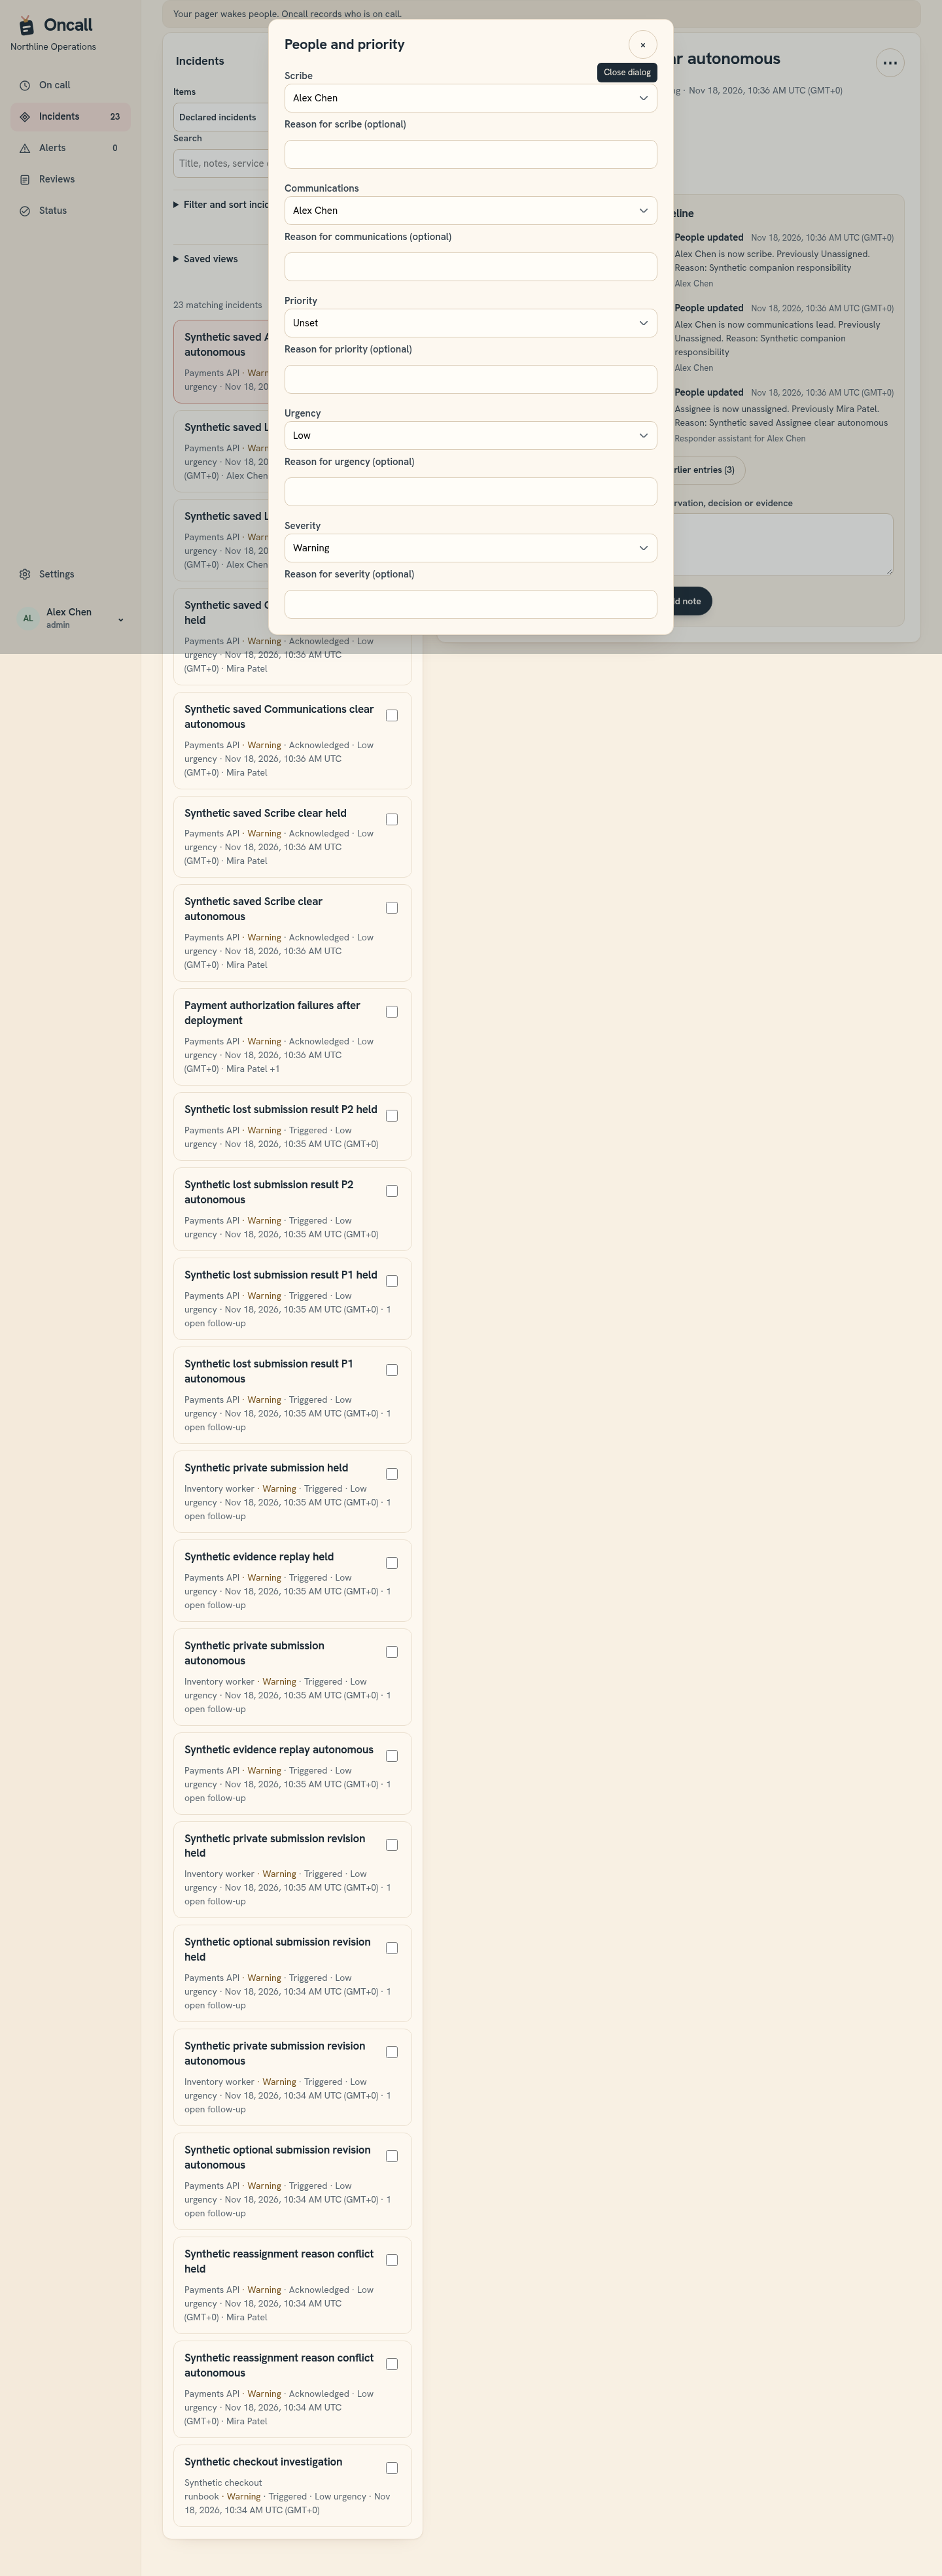 Oncall
Northline Operations
On call
Incidents 23
Alerts 0
Reviews
Status
Settings
AL
Alex Chen
admin
Your pager wakes people. Oncall records who is on call.
Incidents
Items
Declared incidents
Search
Title, notes, service
Filter and sort
Saved views
23 matching incidents
Synthetic saved
autonomous
Payments API ·
urgency · Nov 18, 20
Synthetic saved
Payments API ·
urgency · Nov 18, 20
(GMT+0) · Alex Chen
Synthetic saved
Payments API ·
urgency · Nov 18, 20
(GMT+0) · Alex Chen
Synthetic saved
held
Payments API · Warning · Acknowledged · Low
urgency · Nov 18, 2026, 10:36 AM UTC
(GMT+0) · Mira Patel
Synthetic saved Communications clear
autonomous
Payments API · Warning · Acknowledged · Low
urgency · Nov 18, 2026, 10:36 AM UTC
(GMT+0) · Mira Patel
Synthetic saved Scribe clear held
Payments API · Warning · Acknowledged · Low
urgency · Nov 18, 2026, 10:36 AM UTC
(GMT+0) · Mira Patel
Synthetic saved Scribe clear
autonomous
Payments API · Warning · Acknowledged · Low
urgency · Nov 18, 2026, 10:36 AM UTC
(GMT+0) · Mira Patel
Payment authorization failures after
deployment
Payments API · Warning · Acknowledged · Low
urgency · Nov 18, 2026, 10:36 AM UTC
(GMT+0) · Mira Patel +1
Synthetic lost submission result P2 held
Payments API · Warning · Triggered · Low
urgency · Nov 18, 2026, 10:35 AM UTC (GMT+0)
Synthetic lost submission result P2
autonomous
Payments API · Warning · Triggered · Low
urgency · Nov 18, 2026, 10:35 AM UTC (GMT+0)
Synthetic lost submission result P1 held
Payments API · Warning · Triggered · Low
urgency · Nov 18, 2026, 10:35 AM UTC (GMT+0) · 1
open follow-up
Synthetic lost submission result P1
autonomous
Payments API · Warning · Triggered · Low
urgency · Nov 18, 2026, 10:35 AM UTC (GMT+0) · 1
open follow-up
Synthetic private submission held
Inventory worker · Warning · Triggered · Low
urgency · Nov 18, 2026, 10:35 AM UTC (GMT+0) · 1
open follow-up
Synthetic evidence replay held
Payments API · Warning · Triggered · Low
urgency · Nov 18, 2026, 10:35 AM UTC (GMT+0) · 1
open follow-up
Synthetic private submission
autonomous
Inventory worker · Warning · Triggered · Low
urgency · Nov 18, 2026, 10:35 AM UTC (GMT+0) · 1
open follow-up
Synthetic evidence replay autonomous
Payments API · Warning · Triggered · Low
urgency · Nov 18, 2026, 10:35 AM UTC (GMT+0) · 1
open follow-up
Synthetic private submission revision
held
Inventory worker · Warning · Triggered · Low
urgency · Nov 18, 2026, 10:35 AM UTC (GMT+0) · 1
open follow-up
Synthetic optional submission revision
held
Payments API · Warning · Triggered · Low
urgency · Nov 18, 2026, 10:34 AM UTC (GMT+0) · 1
open follow-up
Synthetic private submission revision
autonomous
Inventory worker · Warning · Triggered · Low
urgency · Nov 18, 2026, 10:34 AM UTC (GMT+0) · 1
open follow-up
Synthetic optional submission revision
autonomous
Payments API · Warning · Triggered · Low
urgency · Nov 18, 2026, 10:34 AM UTC (GMT+0) · 1
open follow-up
Synthetic reassignment reason conflict
held
Payments API · Warning · Acknowledged · Low
urgency · Nov 18, 2026, 10:34 AM UTC
(GMT+0) · Mira Patel
Synthetic reassignment reason conflict
autonomous
Payments API · Warning · Acknowledged · Low
urgency · Nov 18, 2026, 10:34 AM UTC
(GMT+0) · Mira Patel
Synthetic checkout investigation
Synthetic checkout
runbook · Warning · Triggered · Low urgency · Nov
18, 2026, 10:34 AM UTC (GMT+0)
People and priority
×
Close dialog
Scribe
Alex Chen
Reason for scribe (optional)
Communications
Alex Chen
Reason for communications (optional)
Priority
Unset
Reason for priority (optional)
Urgency
Low
Reason for urgency (optional)
Severity
Warning
Reason for severity (optional)
autonomous
· Nov 18, 2026, 10:36 AM UTC (GMT+0)
People updated Nov 18, 2026, 10:36 AM UTC (GMT+0)
Alex Chen is now scribe. Previously Unassigned.
Reason: Synthetic companion responsibility
Alex Chen
People updated Nov 18, 2026, 10:36 AM UTC (GMT+0)
Alex Chen is now communications lead. Previously
Unassigned. Reason: Synthetic companion
responsibility
Alex Chen
People updated Nov 18, 2026, 10:36 AM UTC (GMT+0)
Assignee is now unassigned. Previously Mira Patel.
Reason: Synthetic saved Assignee clear autonomous
Responder assistant for Alex Chen
entries (3)
decision or evidence
note